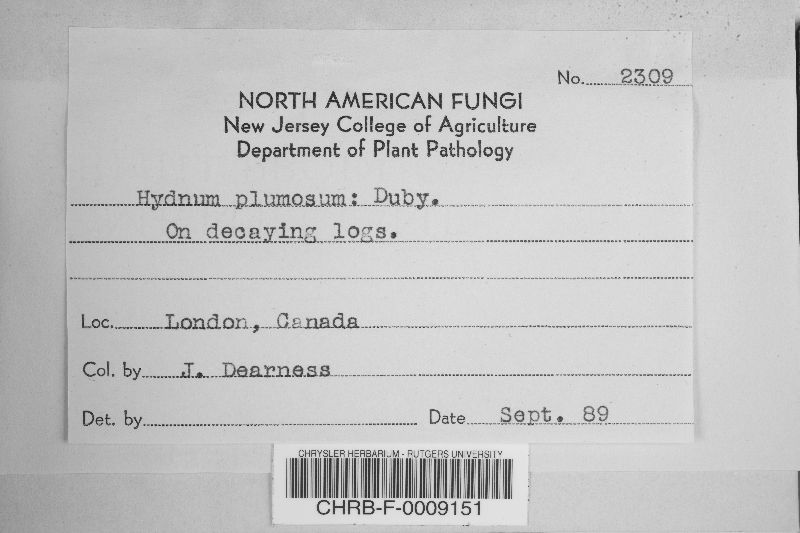 No. 2309
NORTH AMERICAN FUNGI
New Jersey College of Agriculture
Department of Plant Pathology
Hydnum plumosum: Duby.
On decaying logs.
Loc. London, Canada
Col. by J. Dearness
Det. by Date Sept. 89
CHRYSLER HERBARIUM - RUTGERS UNIVERSITY
CHRB-F-0009151